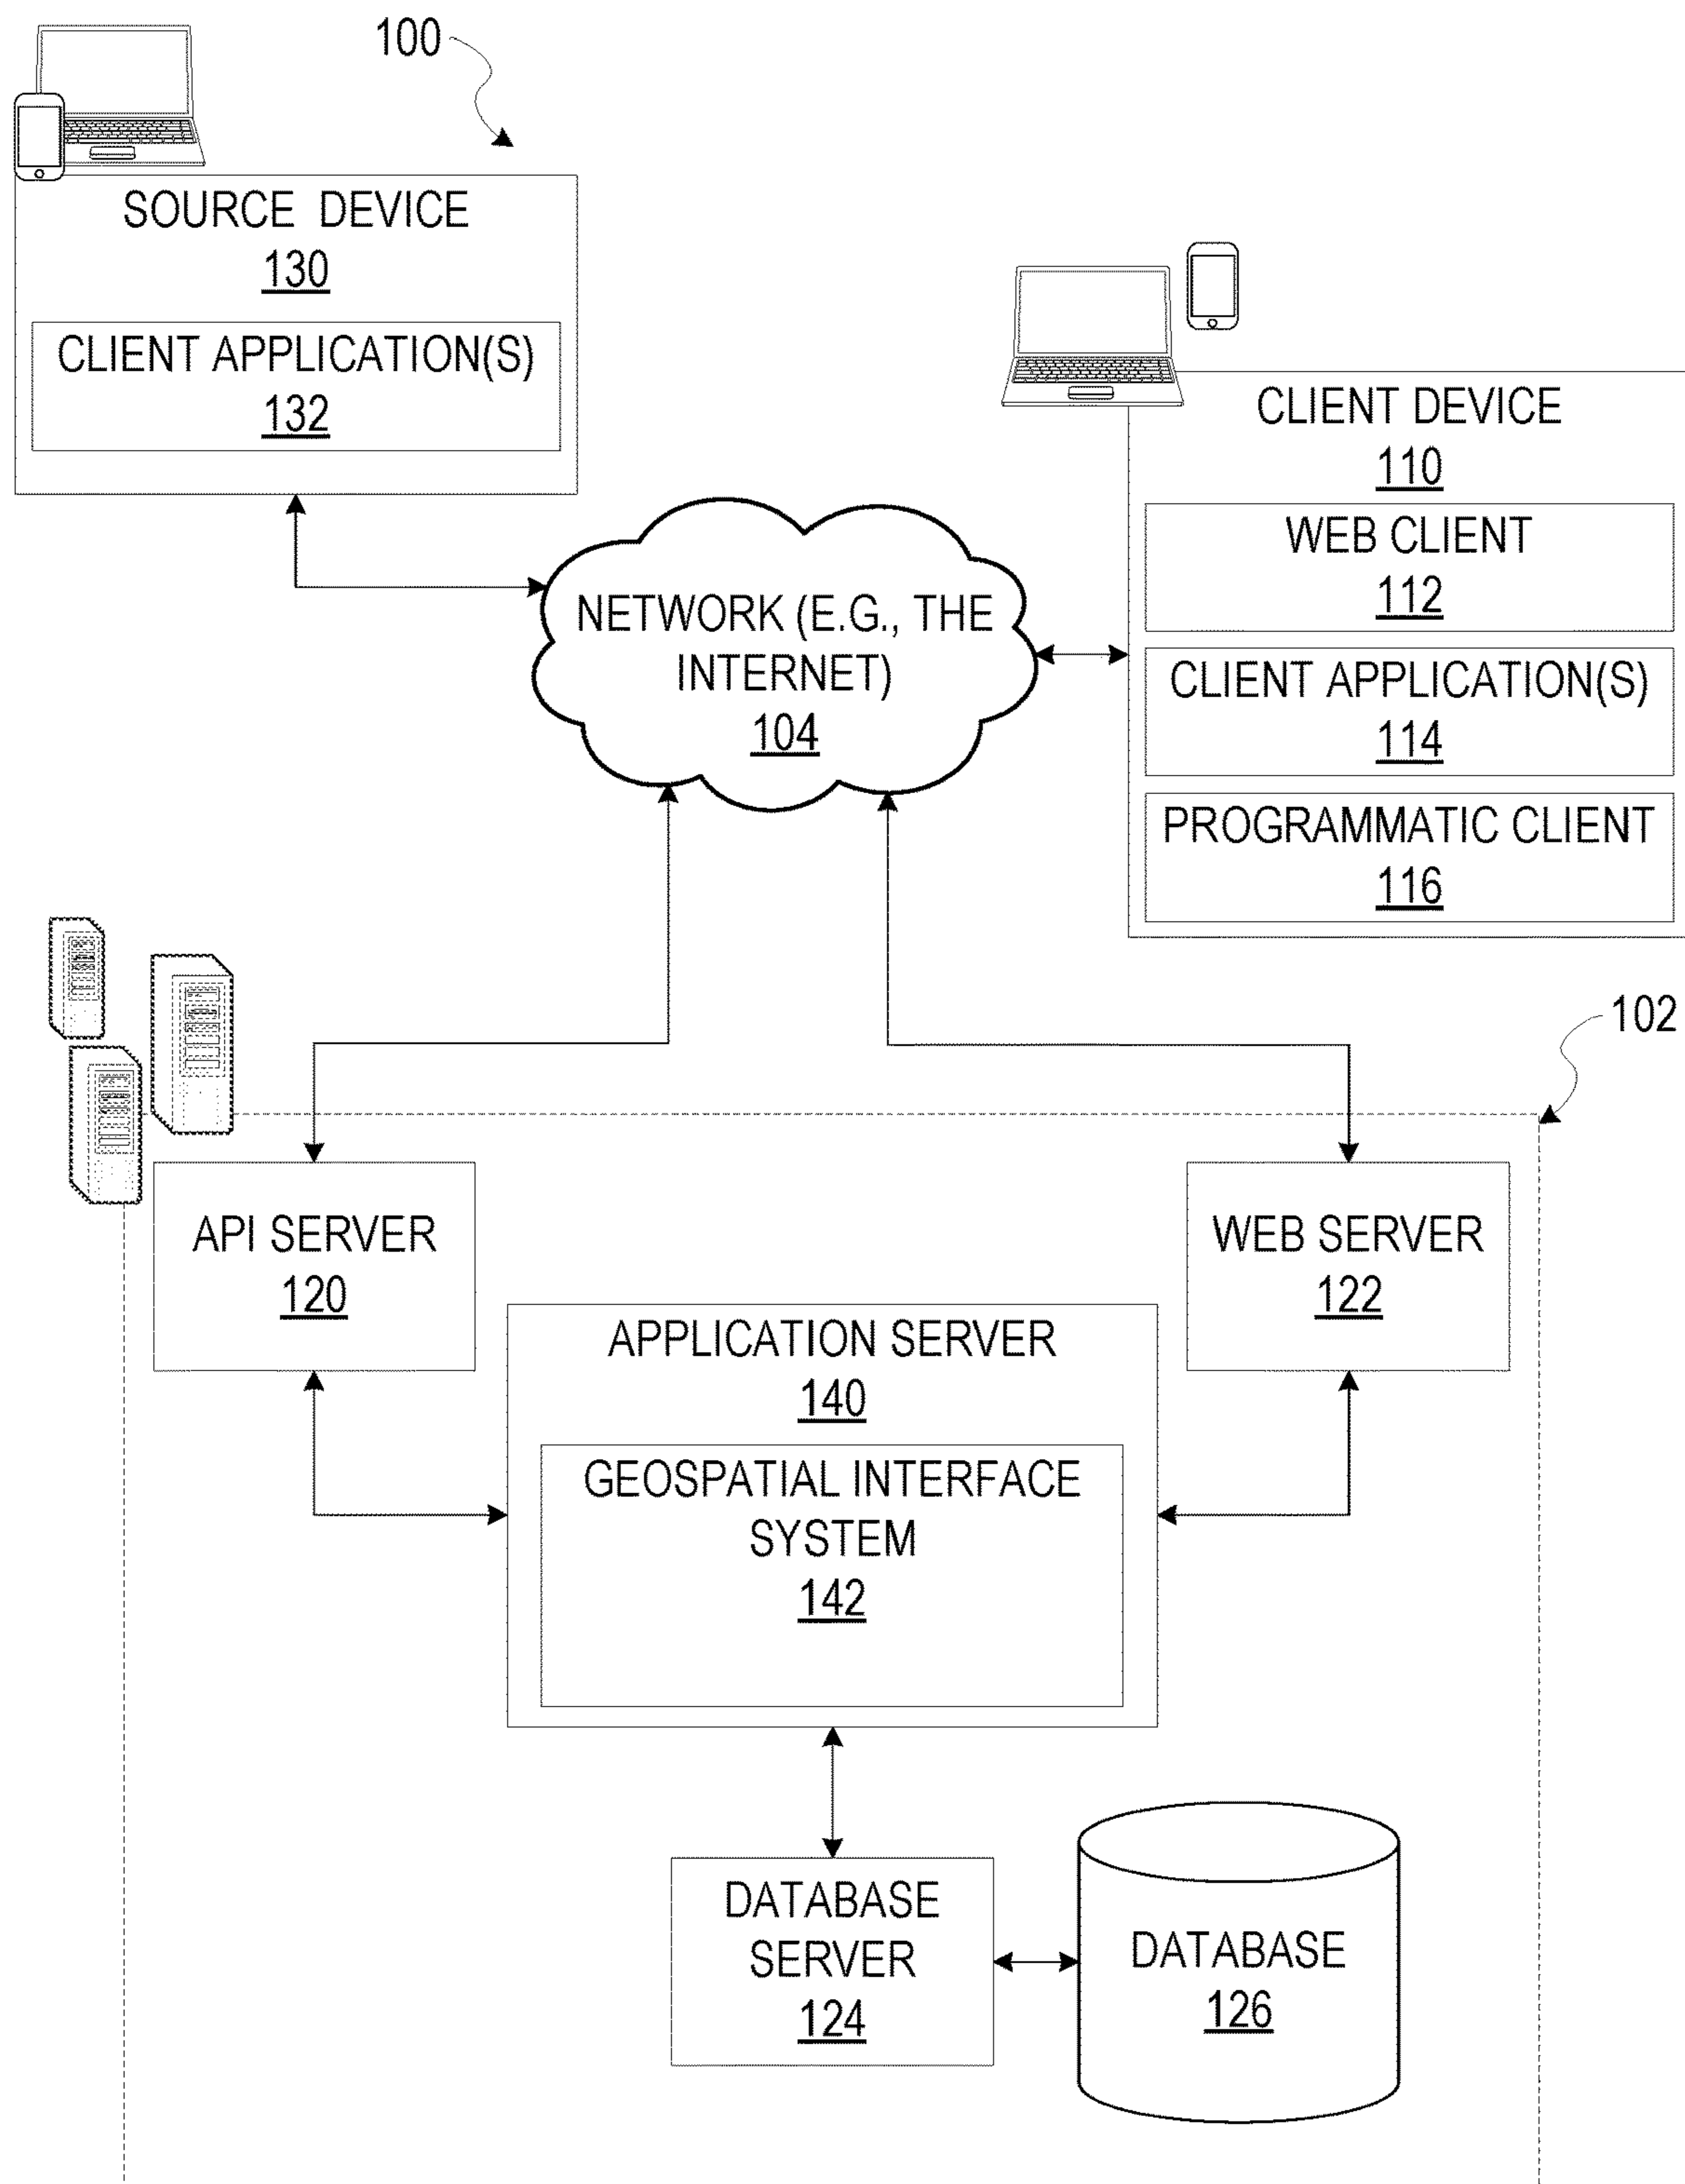 100
SOURCE DEVICE
130
CLIENT APPLICATION(S)
132
CLIENT DEVICE
110
WEB CLIENT
112
CLIENT APPLICATION(S)
114
PROGRAMMATIC CLIENT
116
NETWORK (E.G., THE
INTERNET)
104
102
API SERVER
120
WEB SERVER
122
APPLICATION SERVER
140
GEOSPATIAL INTERFACE
SYSTEM
142
DATABASE
SERVER
124
DATABASE
126